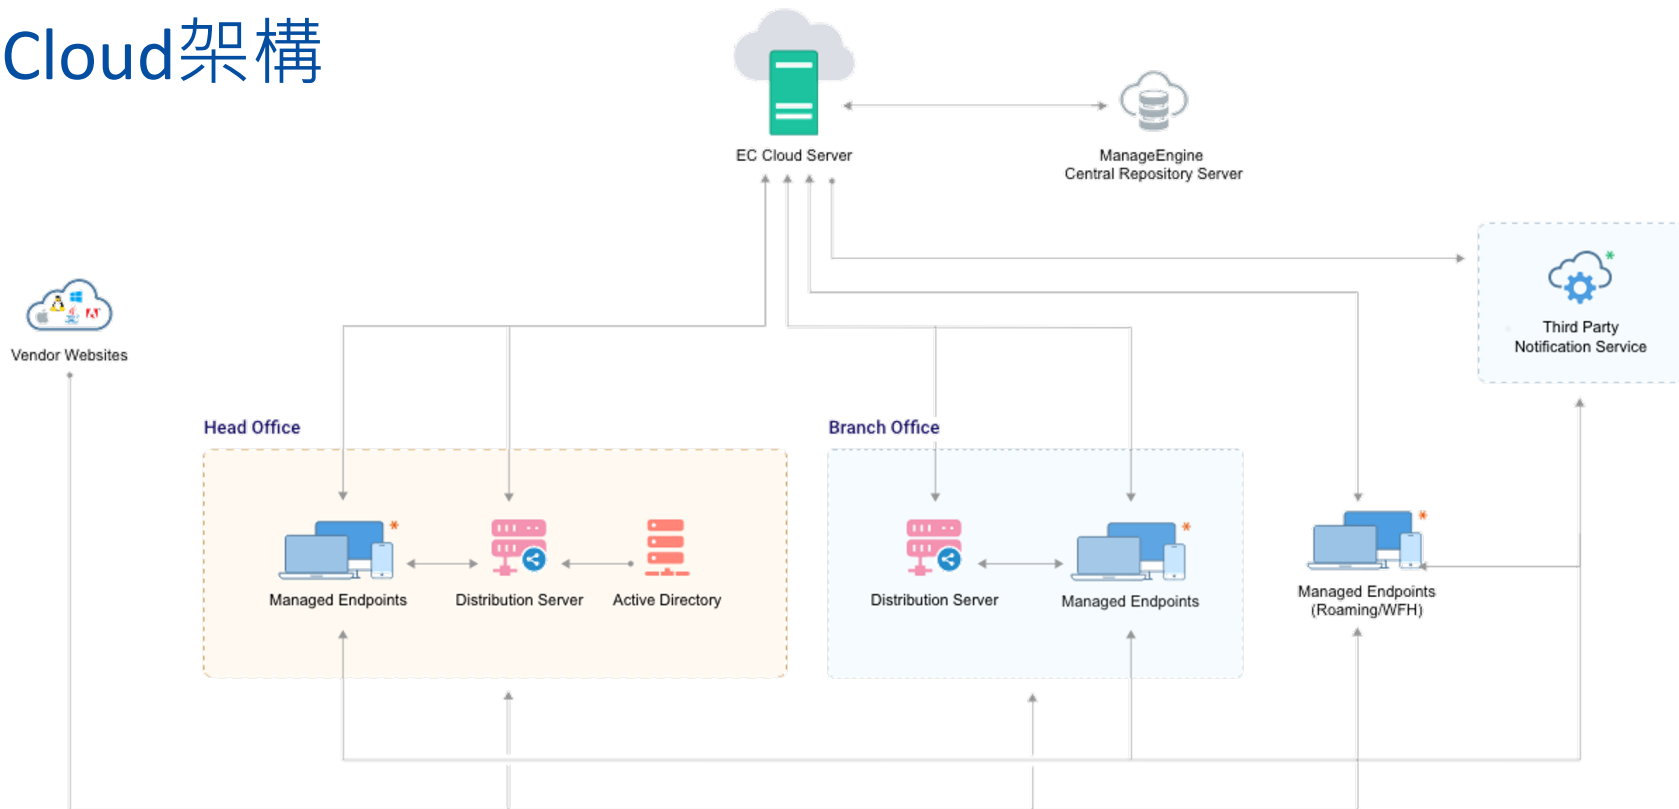 Cloud架構
EC Cloud Server
ManageEngine
Central Repository Server
Vendor Websites
Third Party
Notification Service
Head Office
Branch Office
Managed Endpoints
Distribution Server
Active Directory
Distribution Server
Managed Endpoints
Managed Endpoints
(Roaming/WFH)